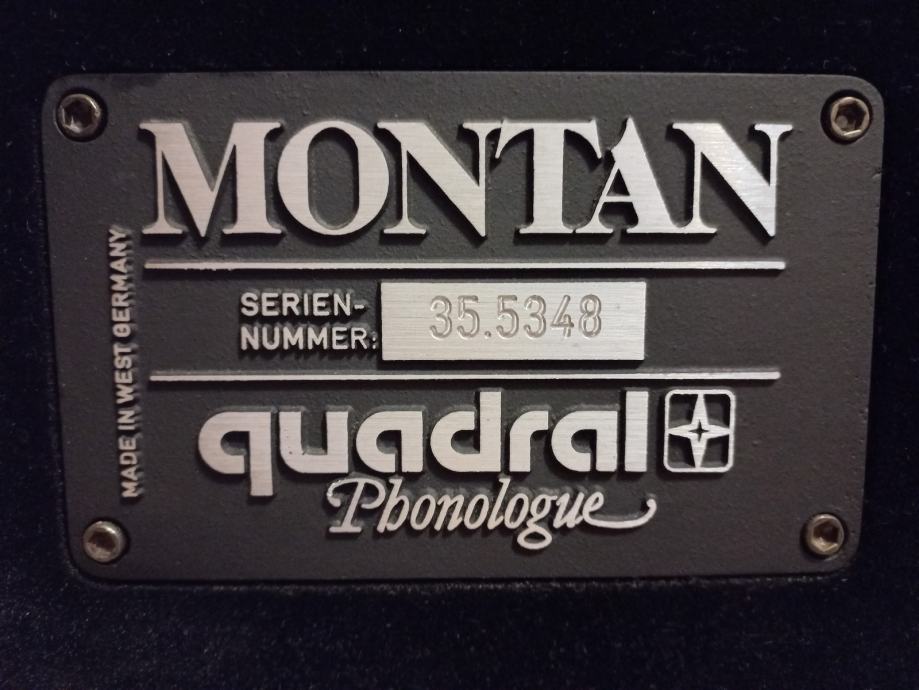 MONTAN
MADE IN WEST GERMANY
SERIEN-
NUMMER:
35.5348
quadral
Phonologue